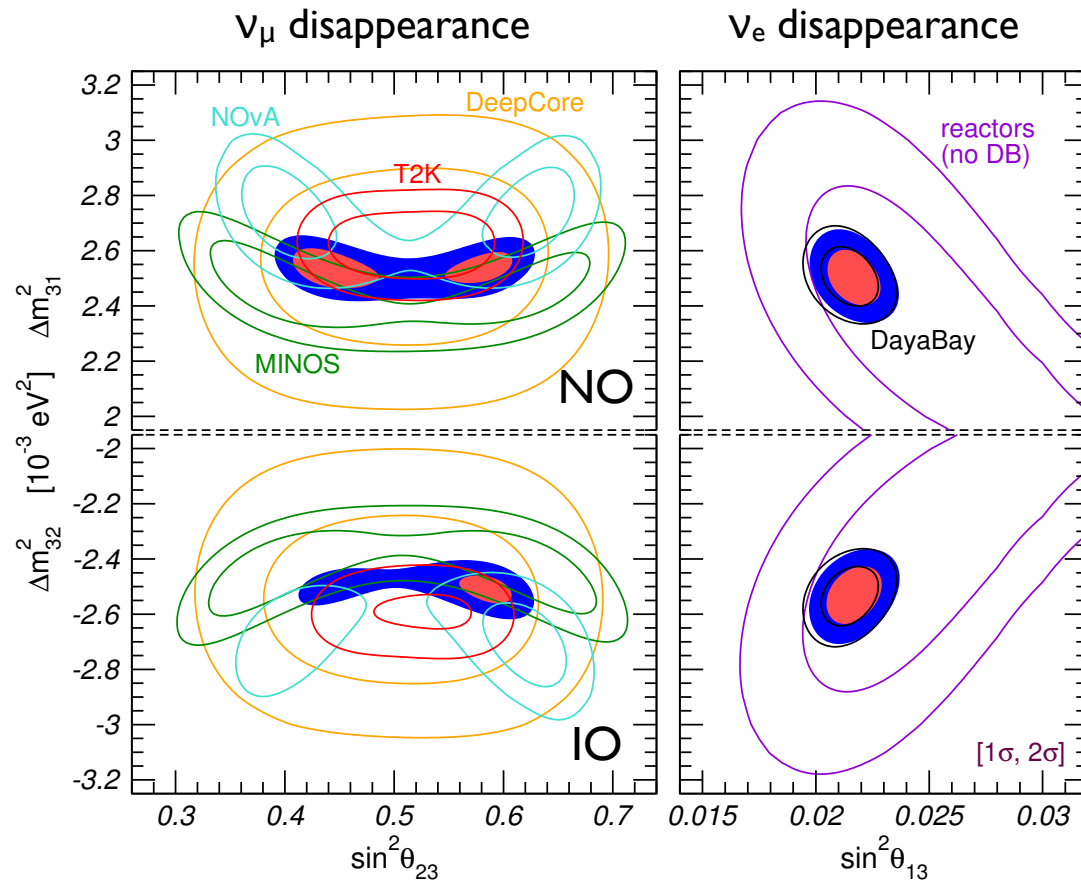 νμ disappearance
νe disappearance
3.2
3
2.8
2.6
2.4
2.2
2
-2
-2.2
-2.4
-2.6
-2.8
-3
-3.2
Δm²31
[10⁻³ eV²]
Δm²32
NOvA
DeepCore
T2K
MINOS
NO
IO
reactors
(no DB)
DayaBay
[1σ, 2σ]
0.3
0.4
0.5
0.6
0.7
0.015
0.02
0.025
0.03
sin²θ23
sin²θ13